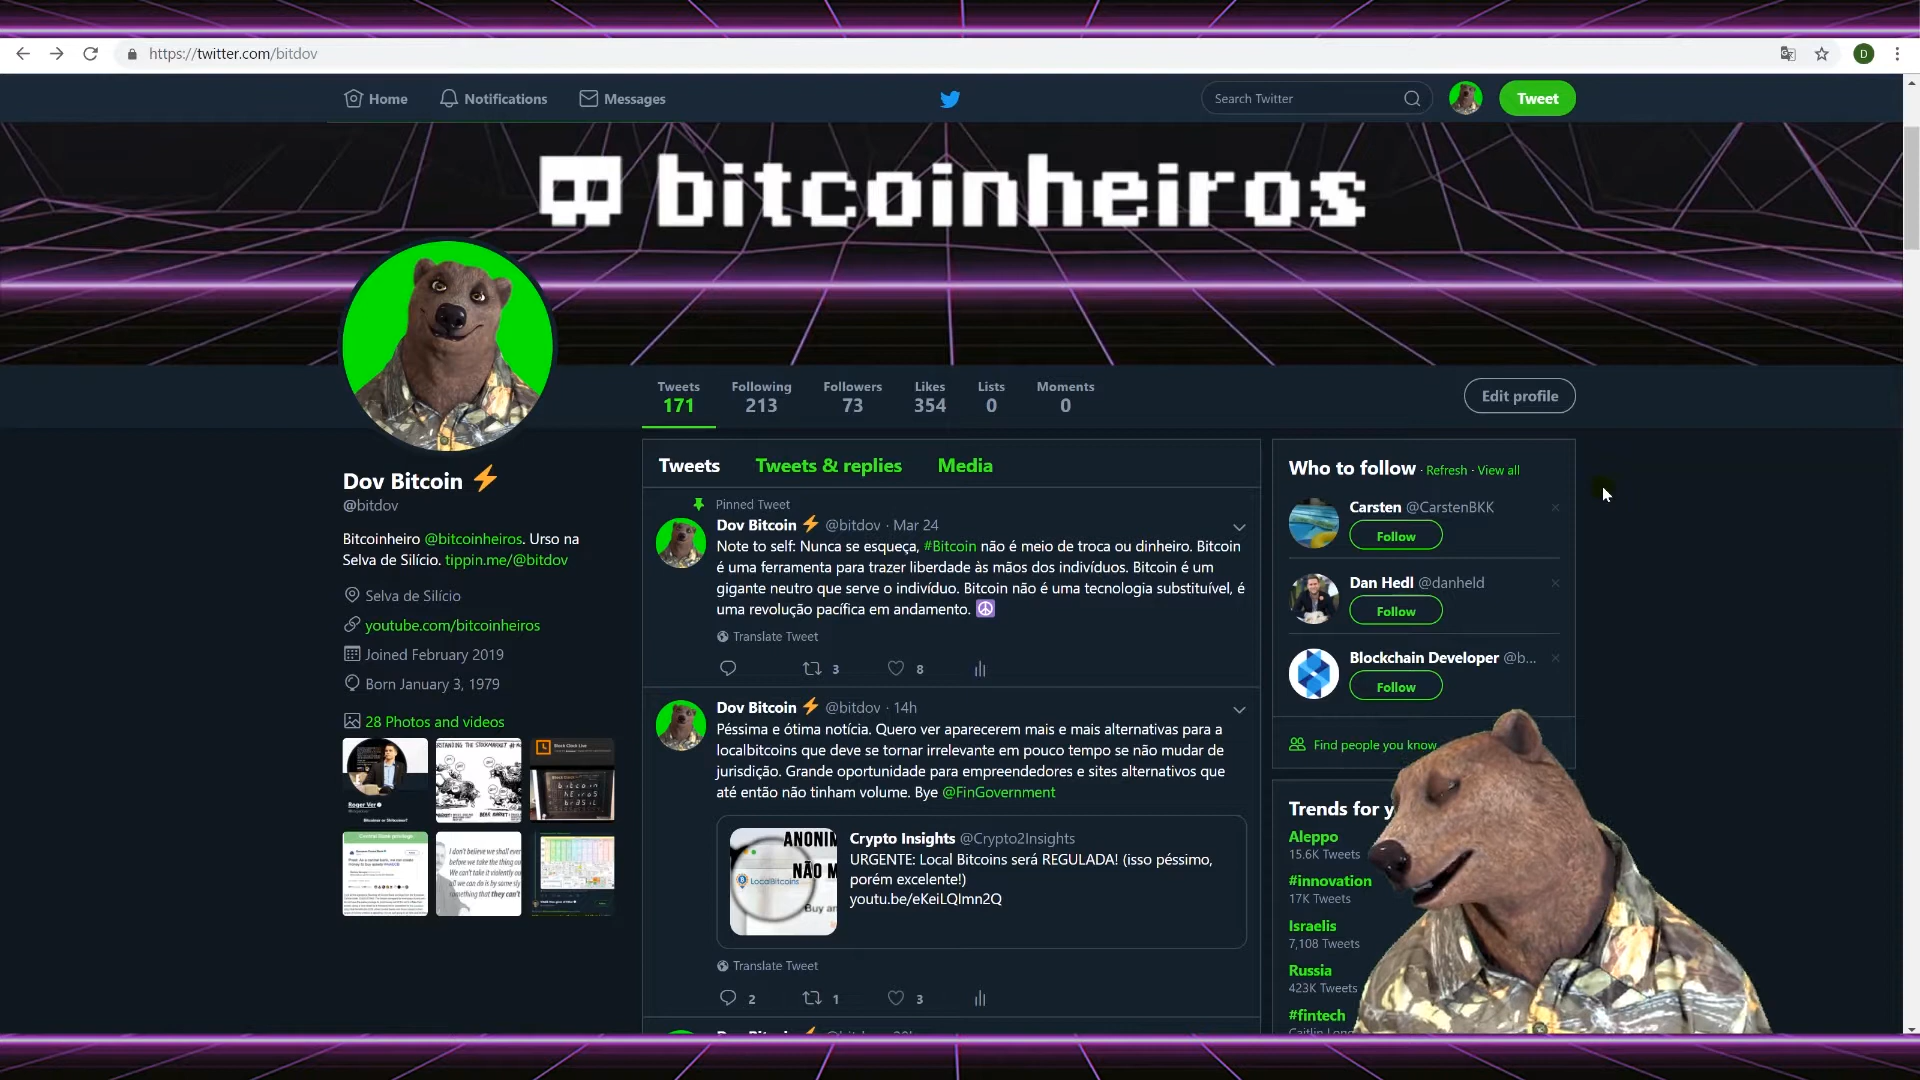 https://twitter.com/bitdov
D
Home
Notifications
Messages
Search Twitter
Tweet
bitcoinheiros
Tweets
Following
Followers
Likes
Lists
Moments
171
213
73
354
0
0
Edit profile
Dov Bitcoin ⚡
@bitdov
Bitcoinheiro @bitcoinheiros. Urso na
Selva de Silício. tippin.me/@bitdov
Selva de Silício
youtube.com/bitcoinheiros
Joined February 2019
Born January 3, 1979
28 Photos and videos
Roger Ver
Tweets
Tweets & replies
Media
Pinned Tweet
Dov Bitcoin ⚡ @bitdov · Mar 24
Note to self: Nunca se esqueça, #Bitcoin não é meio de troca ou dinheiro. Bitcoin
é uma ferramenta para trazer liberdade às mãos dos indivíduos. Bitcoin é um
gigante neutro que serve o indivíduo. Bitcoin não é uma tecnologia substituível, é
uma revolução pacífica em andamento. ☮
Translate Tweet
3
8
Dov Bitcoin ⚡ @bitdov · 14h
Péssima e ótima notícia. Quero ver aparecerem mais e mais alternativas para a
localbitcoins que deve se tornar irrelevante em pouco tempo se não mudar de
jurisdição. Grande oportunidade para empreendedores e sites alternativos que
até então não tinham volume. Bye @FinGovernment
ANONIM
NÃO M
LocalBitcoins
Buy an
Crypto Insights @Crypto2Insights
URGENTE: Local Bitcoins será REGULADA! (isso péssimo,
porém excelente!)
youtu.be/eKeiLQImn2Q
Translate Tweet
2
1
3
Who to follow · Refresh · View all
Carsten @CarstenBKK
Follow
Dan Hedl @danheld
Follow
Blockchain Developer @b...
Follow
Find people you know
Trends for y
Aleppo
15.6K Tweets
#innovation
17K Tweets
Israelis
7,108 Tweets
Russia
423K Tweets
#fintech